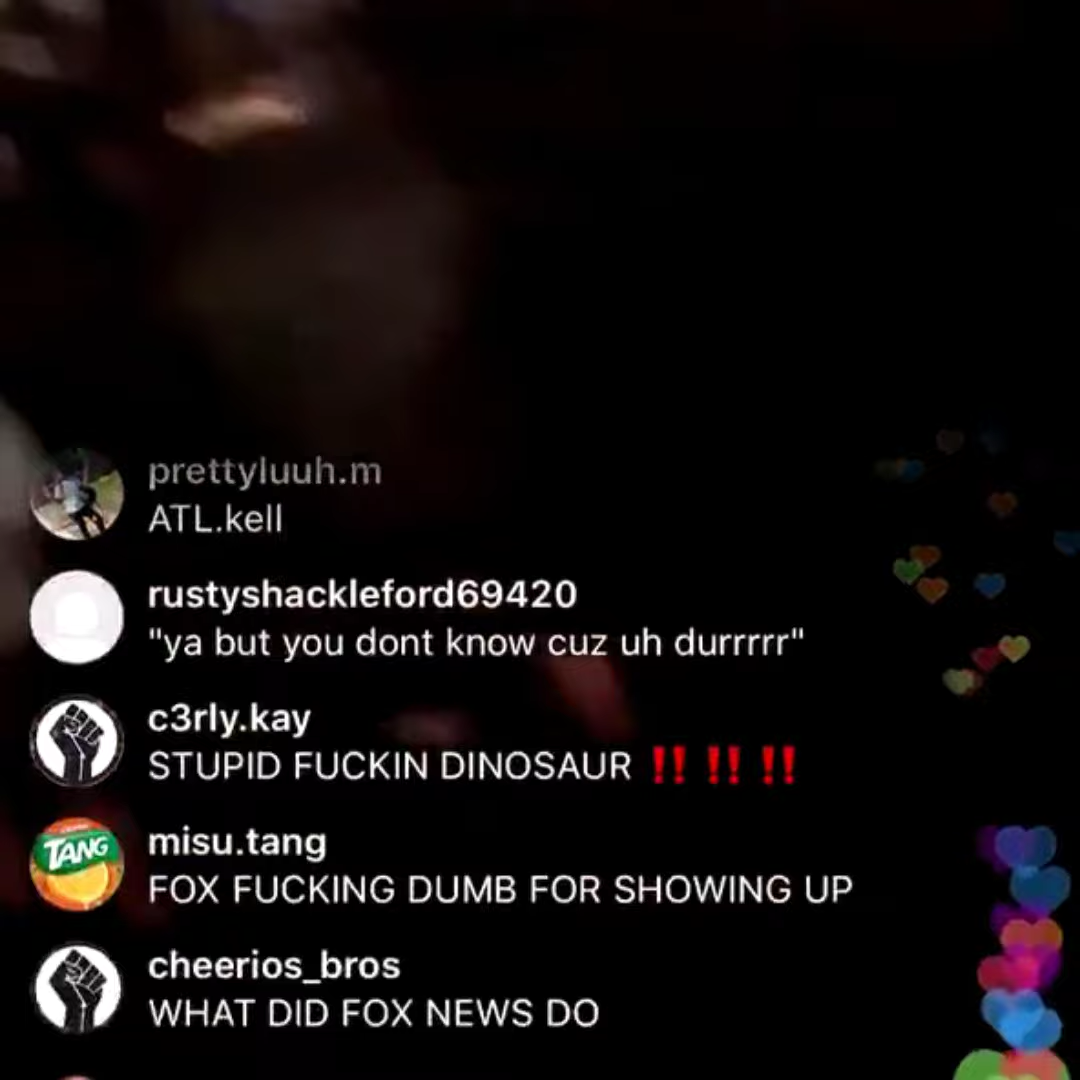 prettyluuh.m
ATL.kell
rustyshackleford69420
"ya but you dont know cuz uh durrrrr"
c3rly.kay
STUPID FUCKIN DINOSAUR ‼️ ‼️ ‼️
TANG
misu.tang
FOX FUCKING DUMB FOR SHOWING UP
cheerios_bros
WHAT DID FOX NEWS DO